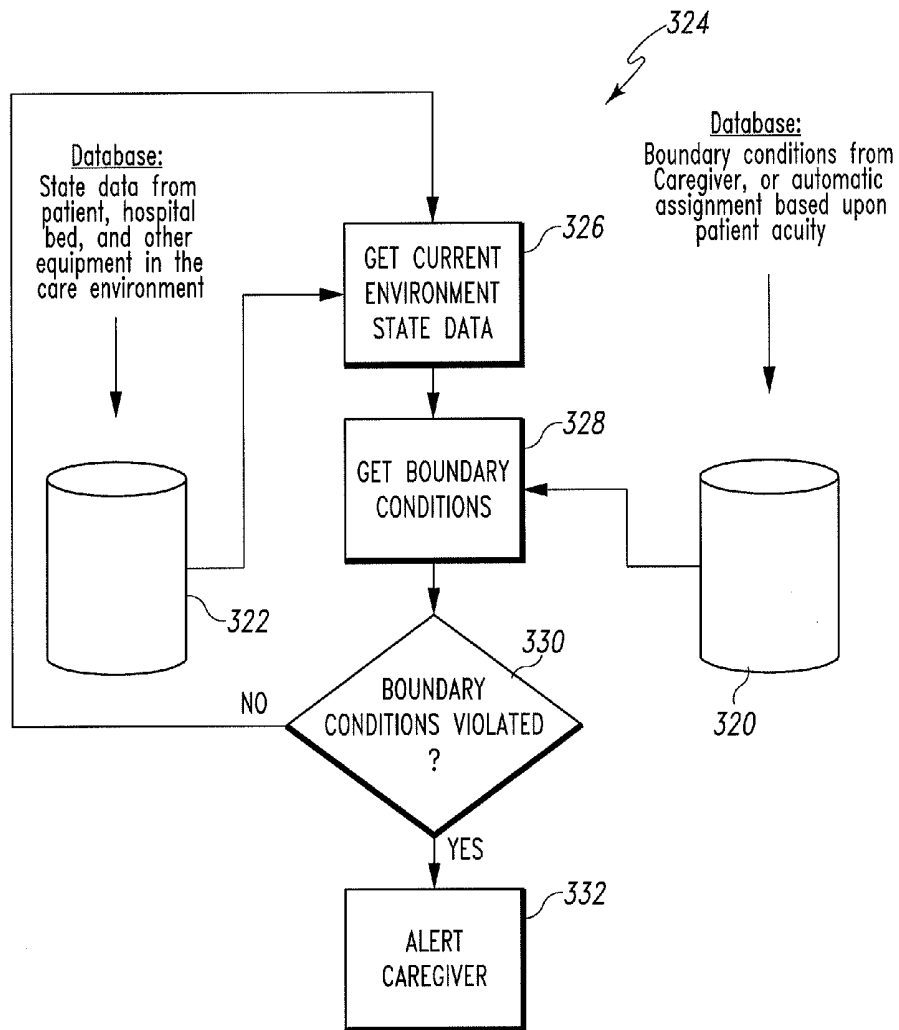 324
Database:
State data from
patient, hospital
bed, and other
equipment in the
care environment
Database:
Boundary conditions from
Caregiver, or automatic
assignment based upon
patient acuity
326
GET CURRENT
ENVIRONMENT
STATE DATA
328
GET BOUNDARY
CONDITIONS
322
320
330
NO
BOUNDARY
CONDITIONS VIOLATED
?
YES
332
ALERT
CAREGIVER